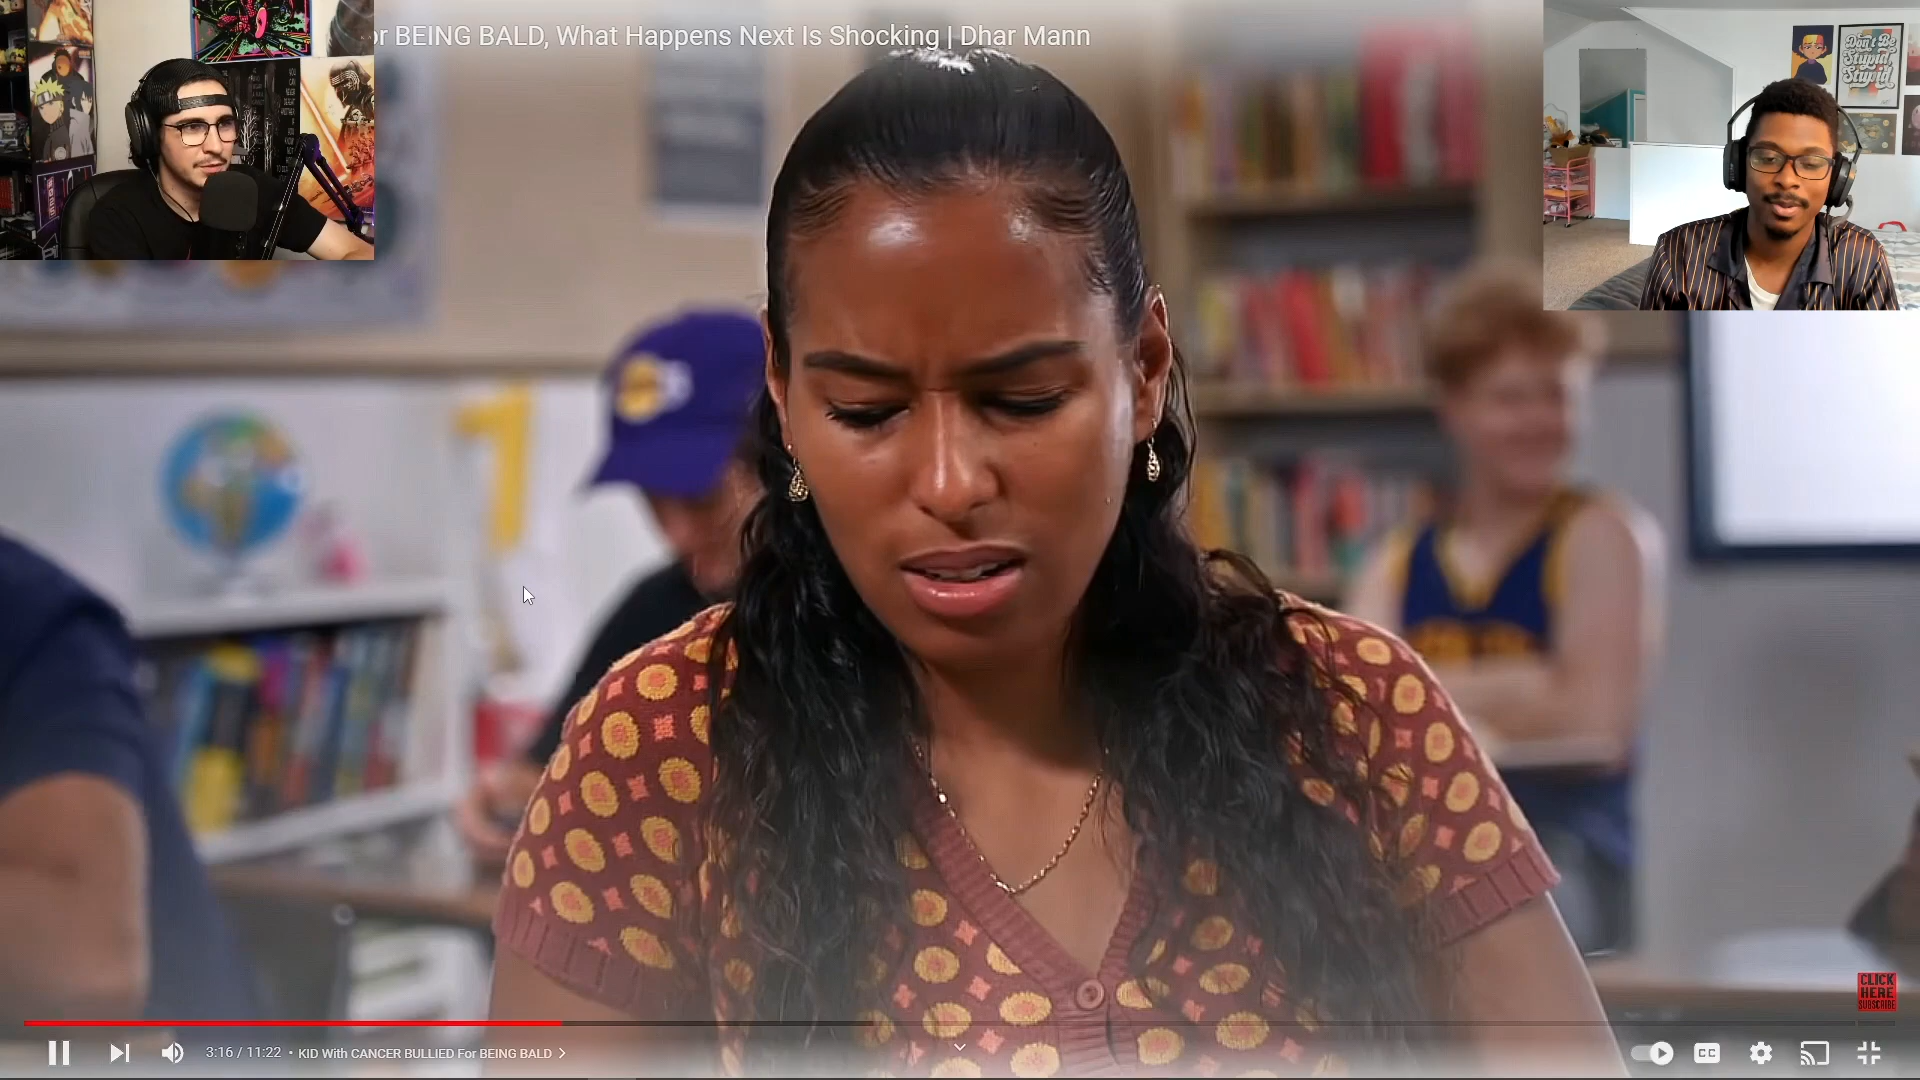 or BEING BALD, What Happens Next Is Shocking | Dhar Mann
Don't Be
Stupid,
Stupid
CLICK
HERE
SUBSCRIBE
3:16 / 11:22 • KID With CANCER BULLIED For BEING BALD
CC